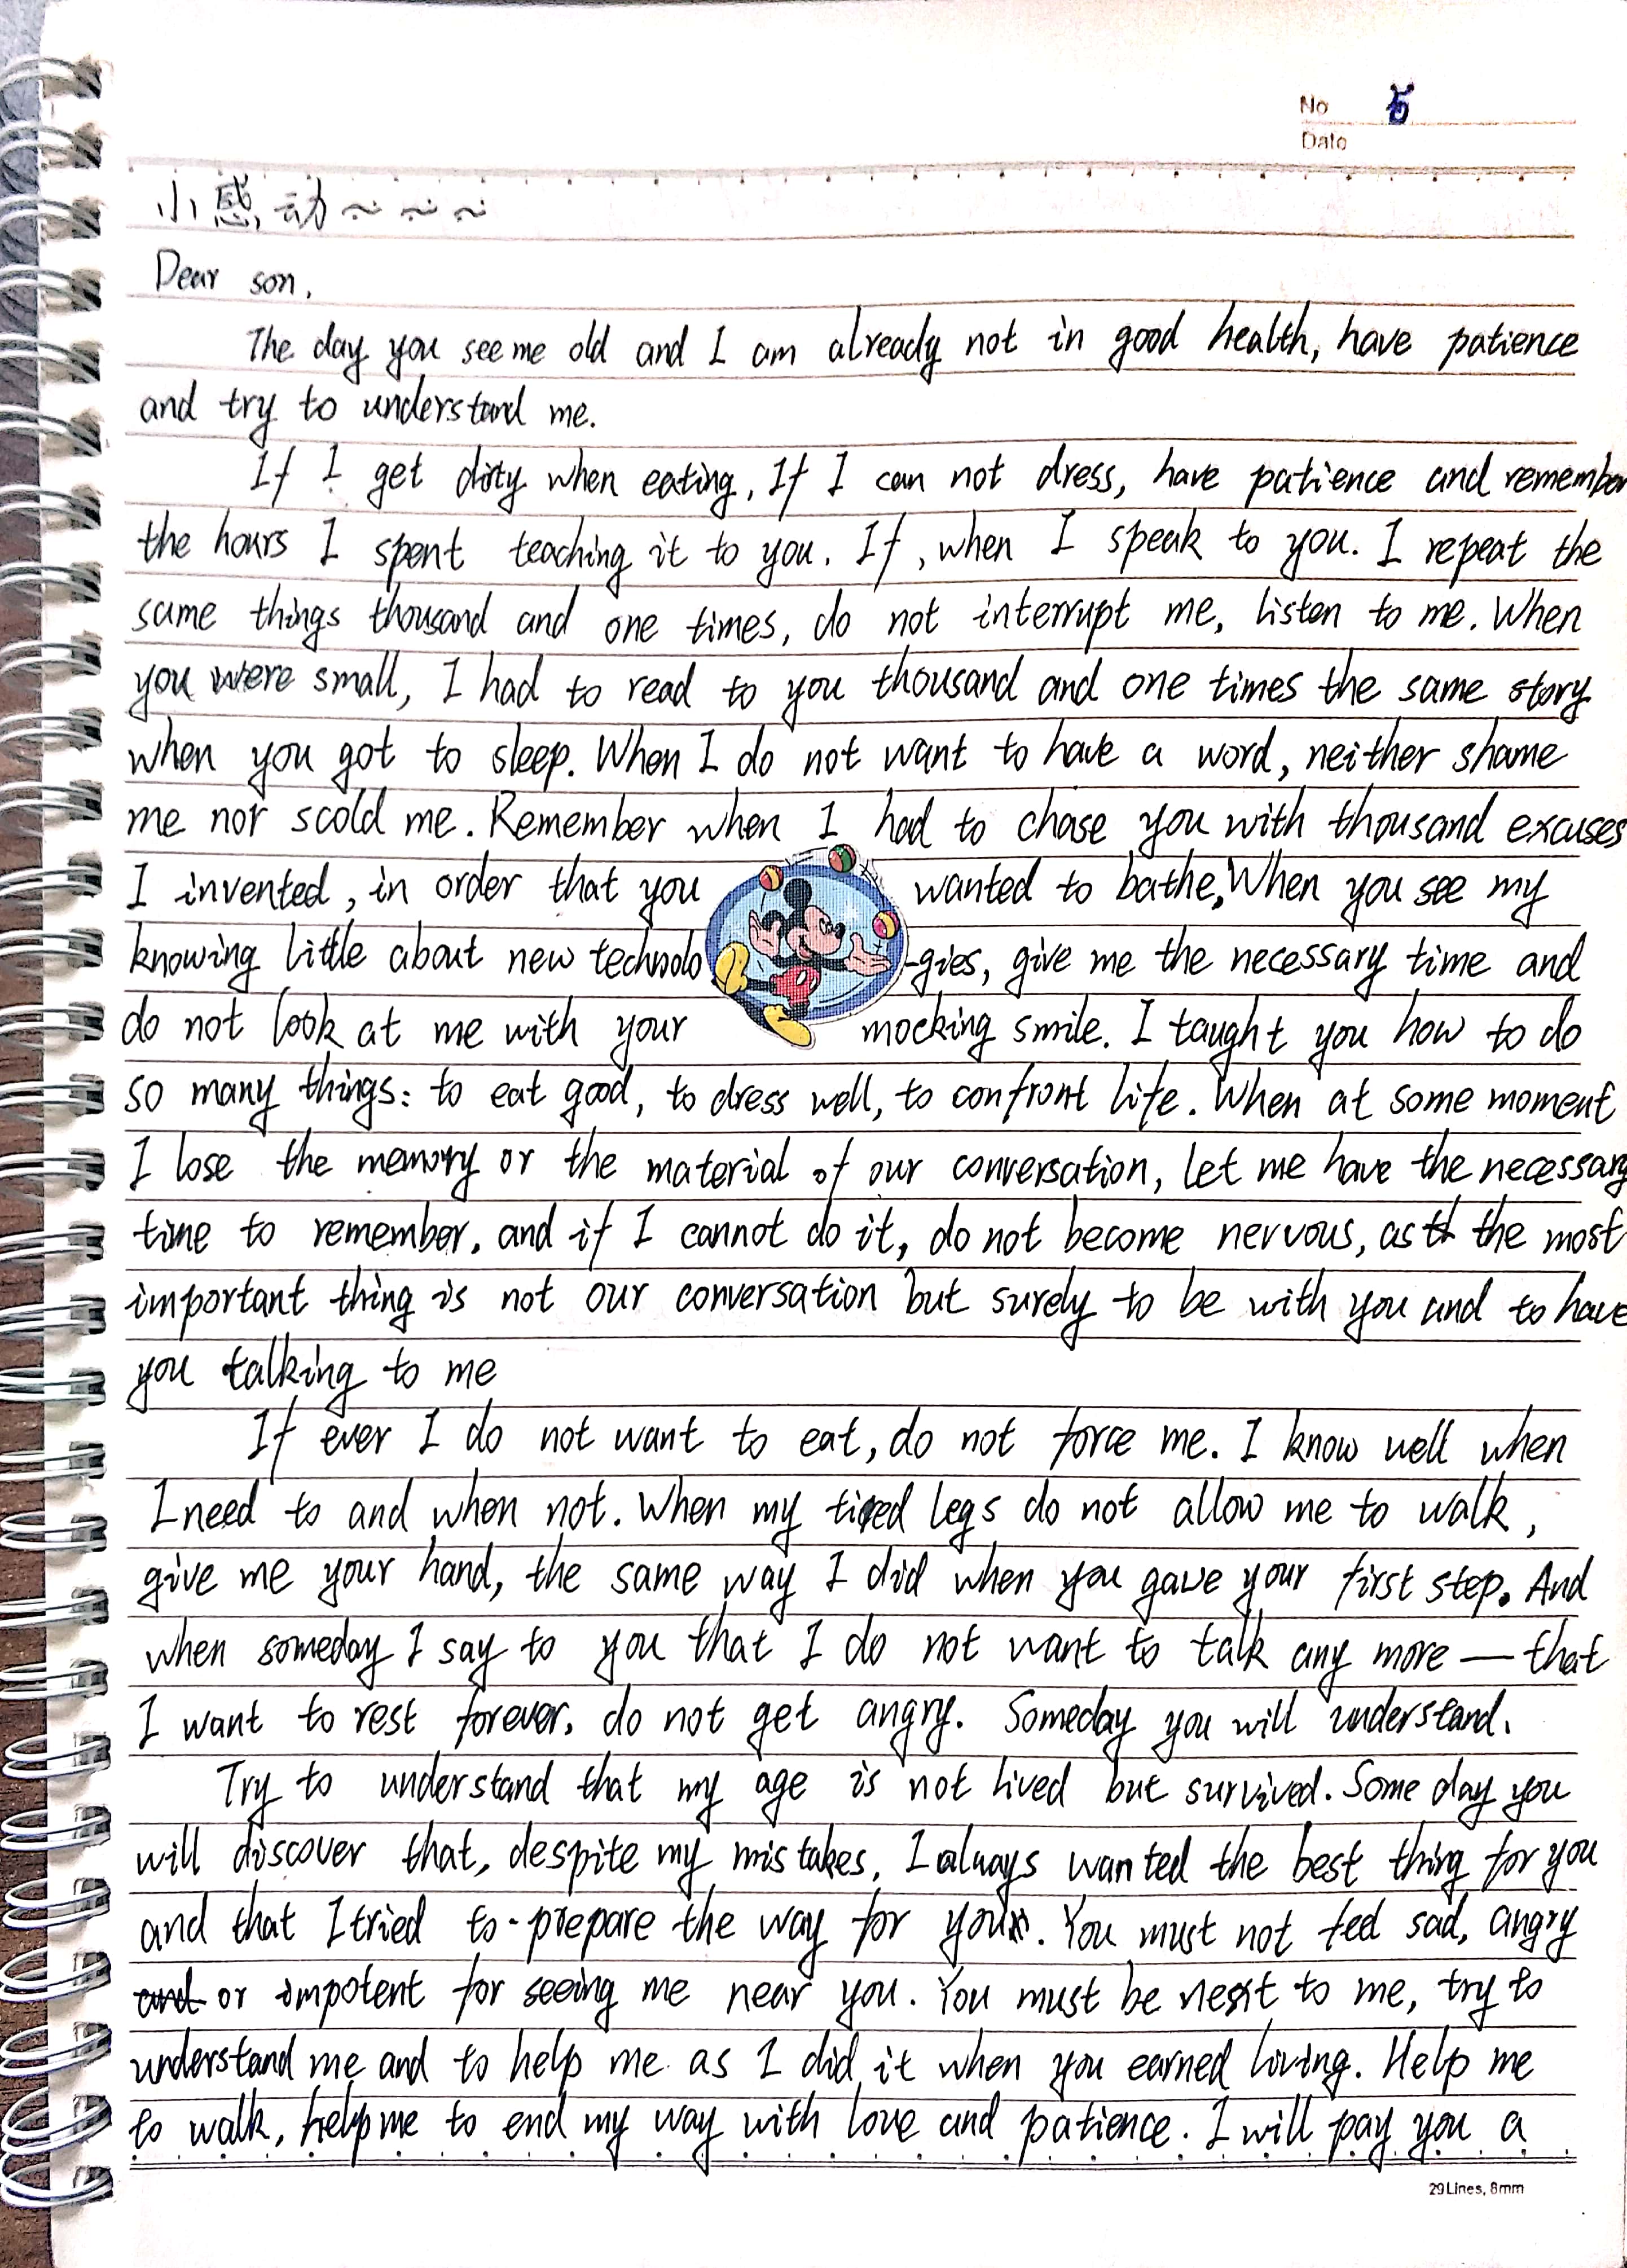 No 5
Date
小感动~~~
Dear son,
The day you see me old and I am already not in good health, have patience
and try to understand me.
If I get dirty when eating, If I can not dress, have patience and remember
the hours I spent teaching it to you. If, when I speak to you. I repeat the
same things thousand and one times, do not interrupt me, listen to me. When
you were small, I had to read to you thousand and one times the same story
when you got to sleep. When I do not want to have a word, neither shame
me nor scold me. Remember when I had to chase you with thousand excuses
I invented, in order that you wanted to bathe, When you see my
knowing little about new technolo-gies, give me the necessary time and
do not look at me with your mocking smile. I taught you how to do
so many things: to eat good, to dress well, to confront life. When at some moment
I lose the memory or the material of our conversation, let me have the necessary
time to remember, and if I cannot do it, do not become nervous, as the most
important thing is not our conversation but surely to be with you and to have
you talking to me
If ever I do not want to eat, do not force me. I know well when
I need to and when not. When my tired legs do not allow me to walk,
give me your hand, the same way I did when you gave your first step. And
when someday I say to you that I do not want to talk any more — that
I want to rest forever, do not get angry. Someday you will understand.
Try to understand that my age is not lived but survived. Some day you
will discover that, despite my mistakes, I always wanted the best thing for you
and that I tried to prepare the way for you. You must not feel sad, angry
or impotent for seeing me near you. You must be next to me, try to
understand me and to help me as I did it when you earned living. Help me
to walk, help me to end my way with love and patience. I will pay you a
29Lines, 8mm